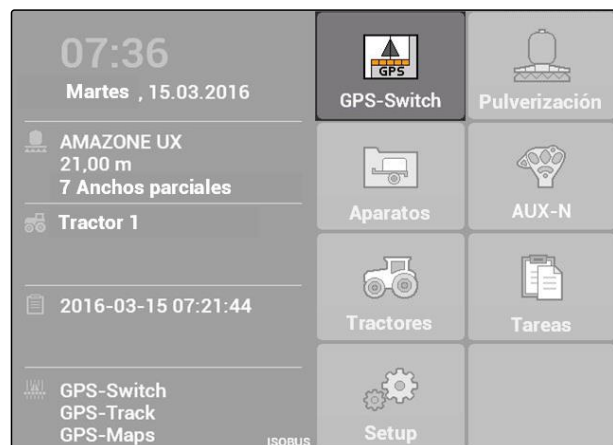 07:36
Martes , 15.03.2016
AMAZONE UX
21,00 m
7 Anchos parciales
Tractor 1
2016-03-15 07:21:44
GPS-Switch
GPS-Track
GPS-Maps
ISOBUS
GPS
GPS-Switch
Pulverización
Aparatos
AUX-N
Tractores
Tareas
Setup